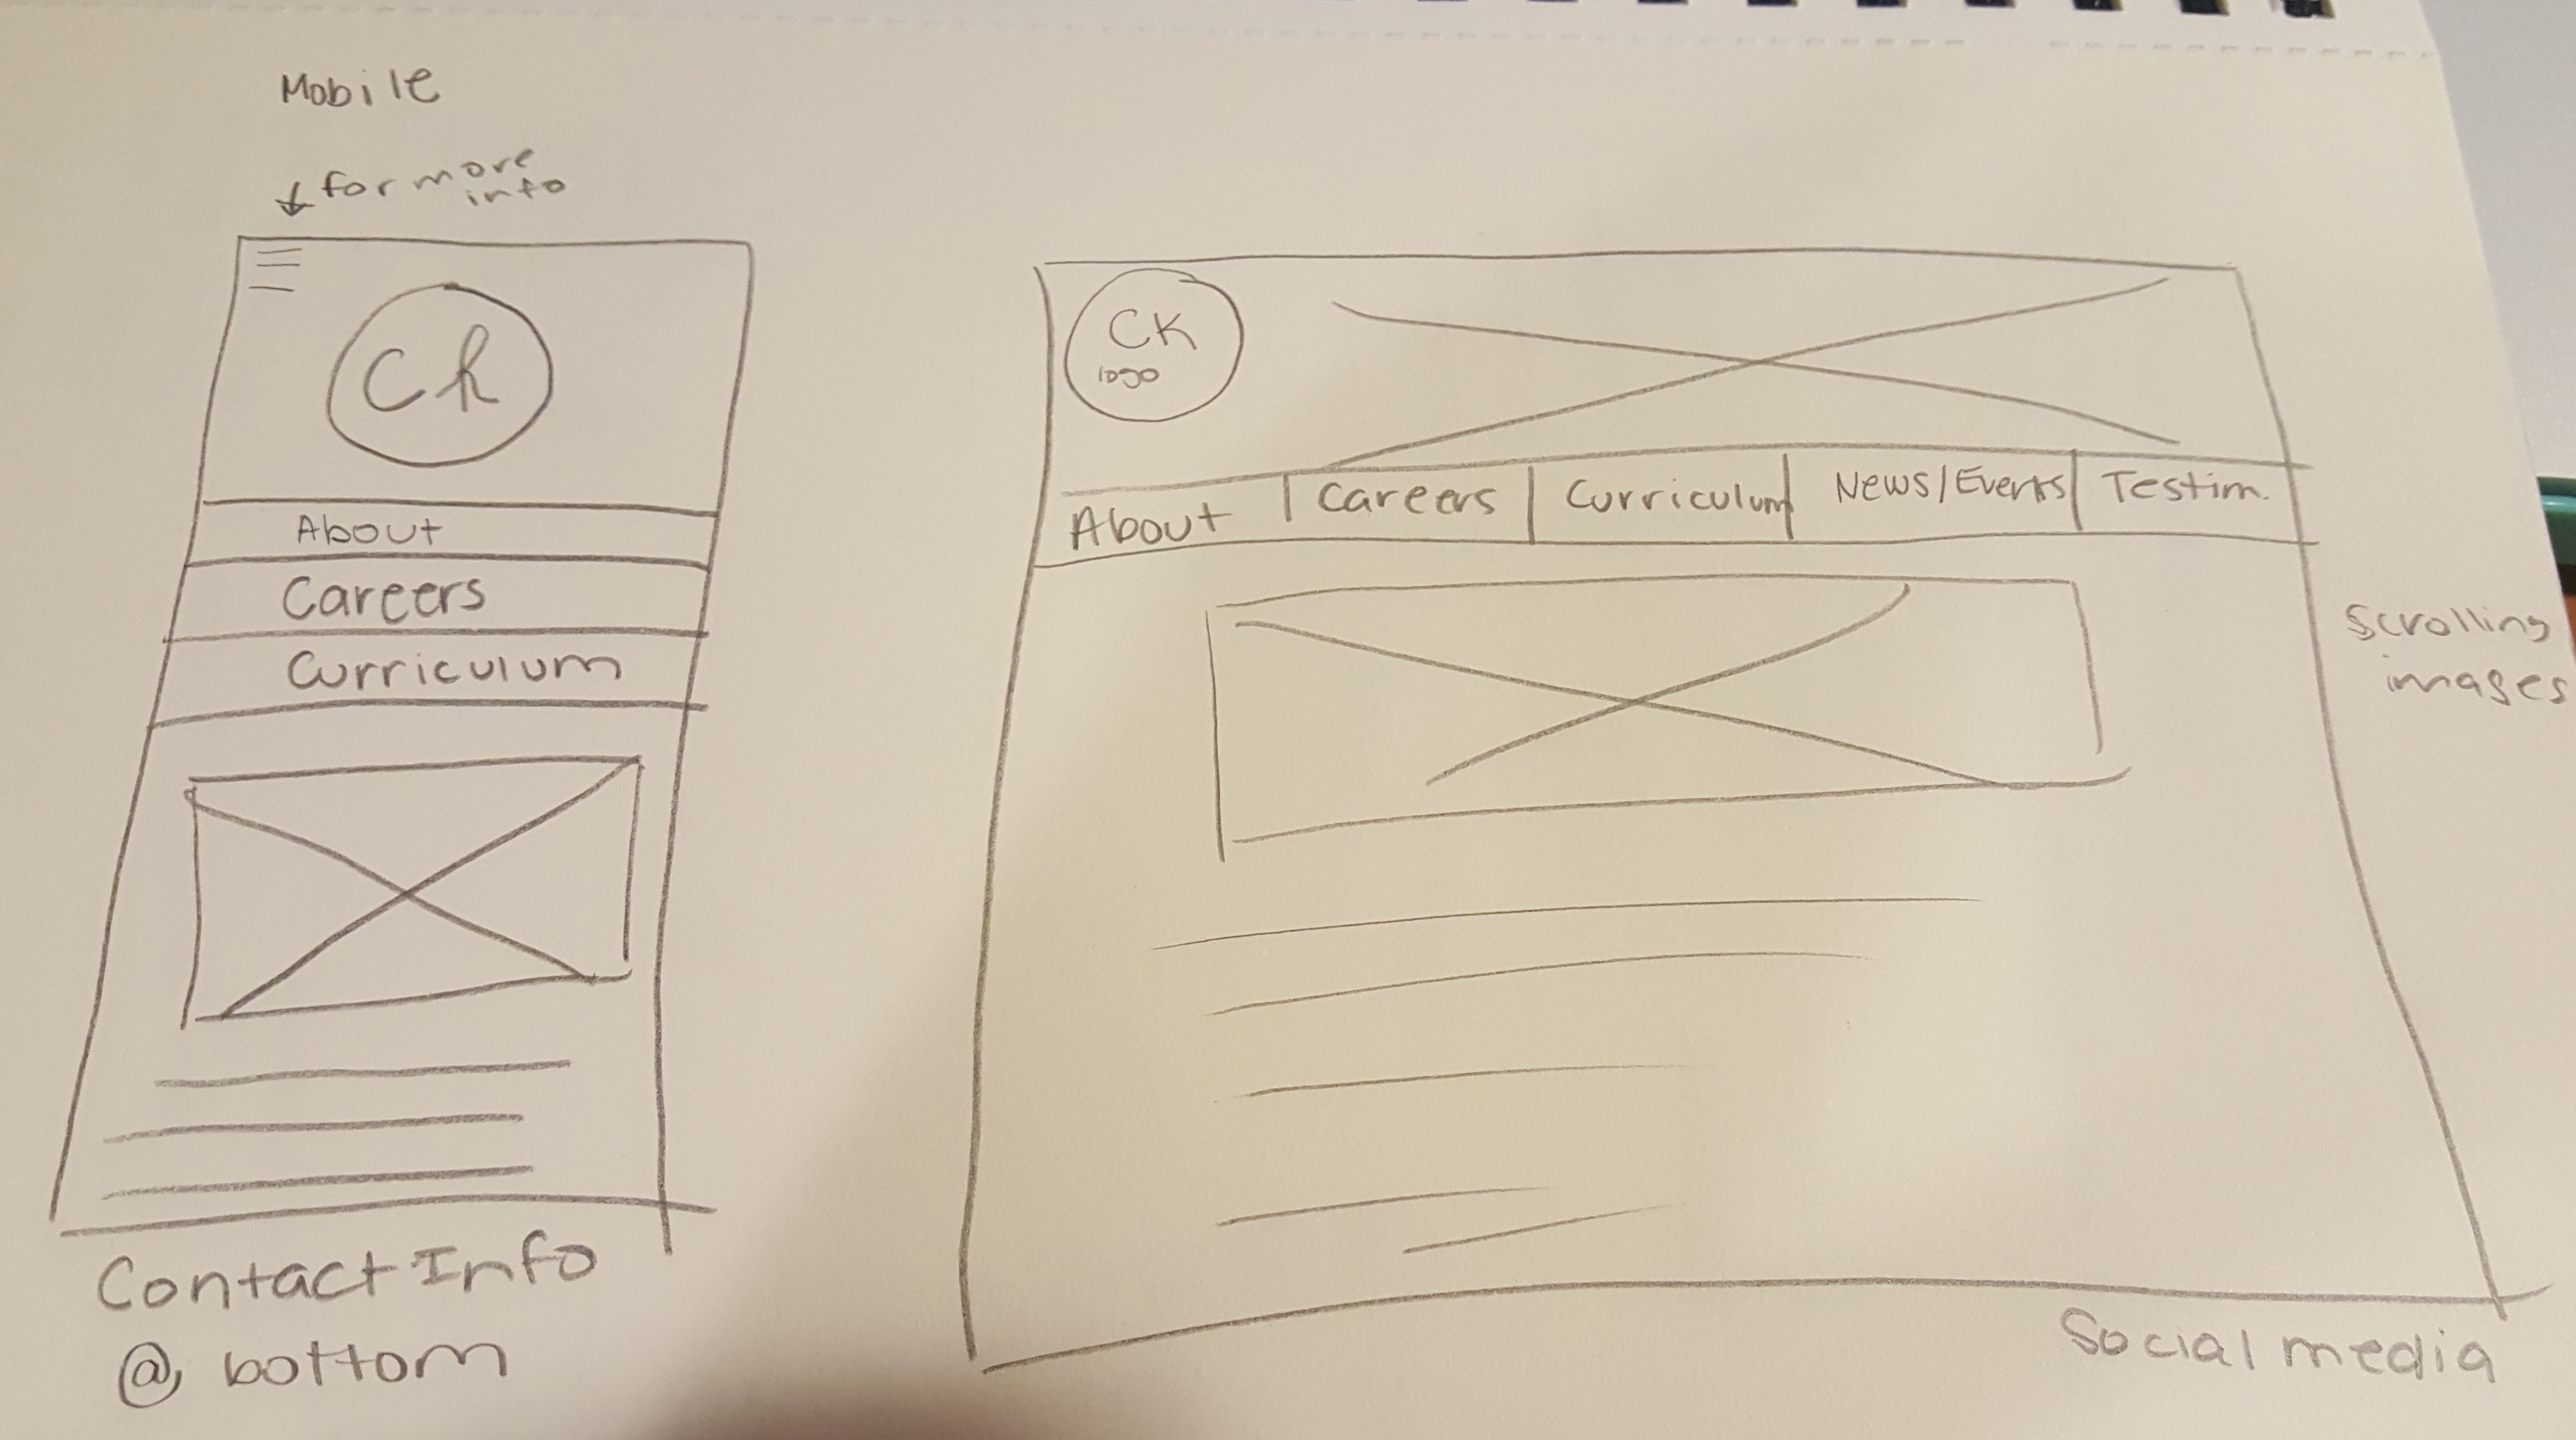 Mobile
for more
info
Ck
About
Careers
Curriculum
Contact Info
@ bottom
CK
logo
About
Careers
Curriculum
News/Events
Testim.
Scrolling
images
Social media